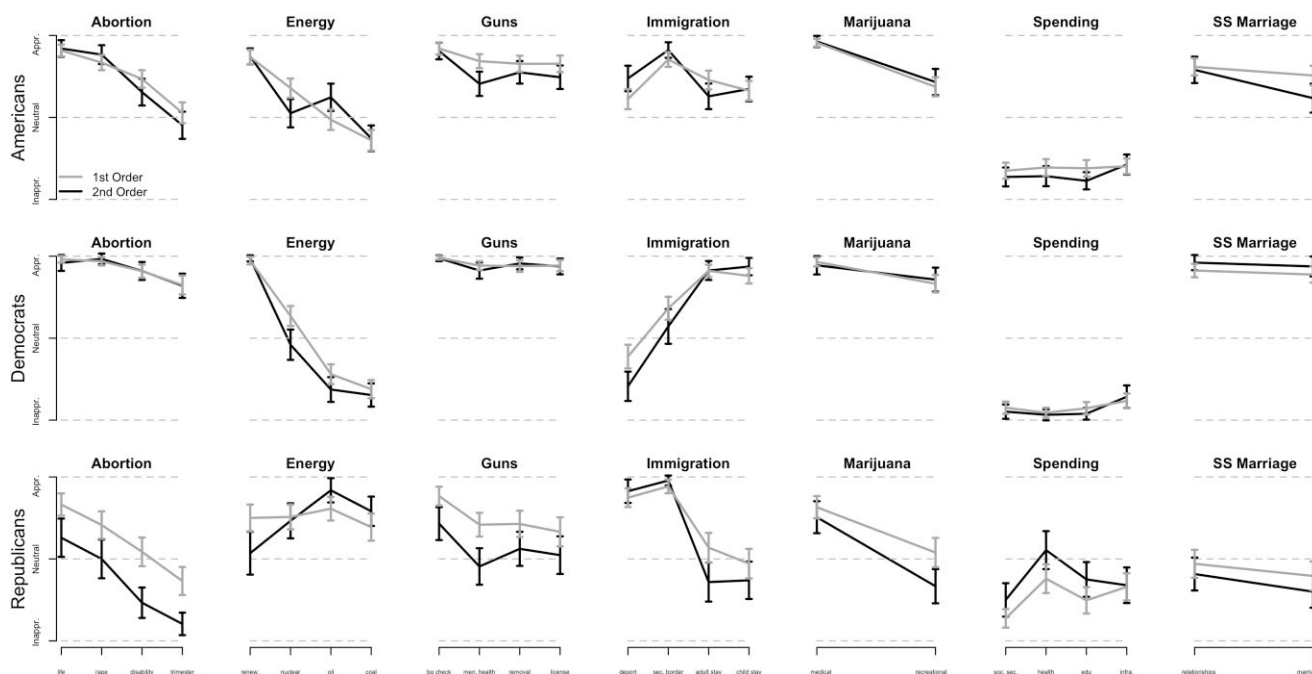 Abortion Energy Guns Immigration Marijuana Spending SS Marriage
Americans
Appr.
Neutral
Inappr.
1st Order
2nd Order
Abortion Energy Guns Immigration Marijuana Spending SS Marriage
Democrats
Appr.
Neutral
Inappr.
Abortion Energy Guns Immigration Marijuana Spending SS Marriage
Republicans
Appr.
Neutral
Inappr.
life rape disability trimester renew. nuclear oil coal bg check men. health removal license deport sec. border adult stay child stay medical recreational soc. sec. health edu infra. relationships